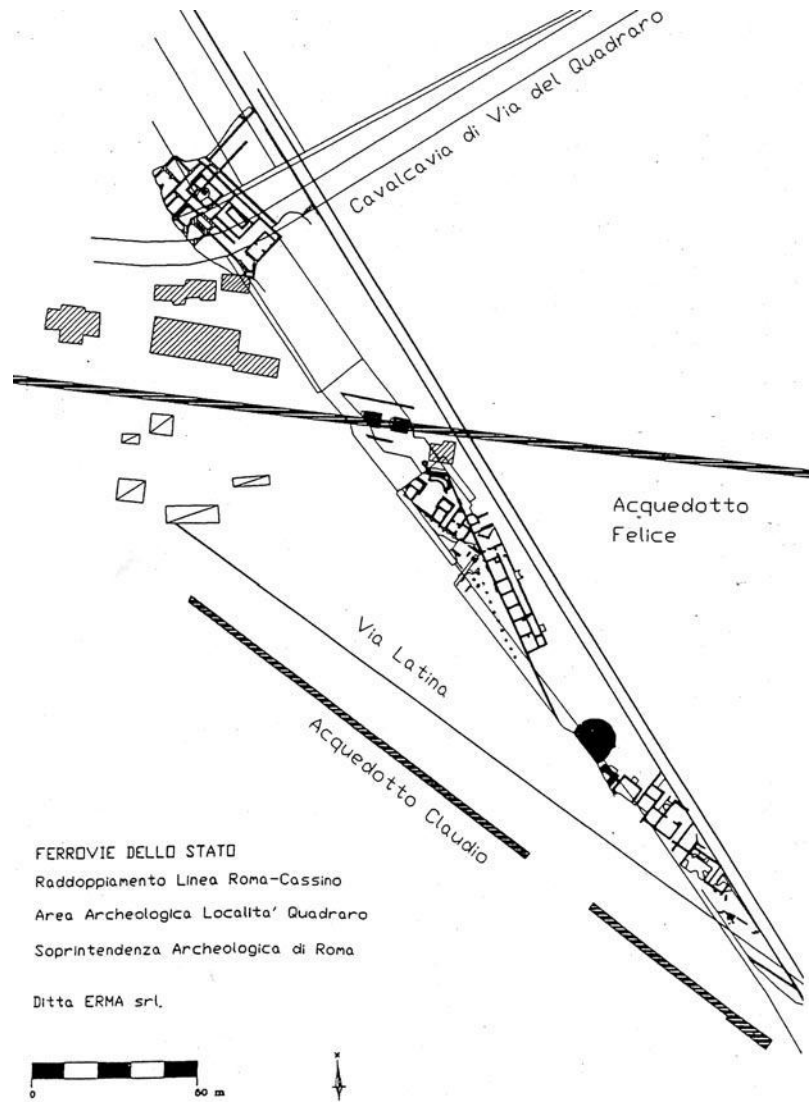 Cavalcavia di Via del Quadraro
Acquedotto
Felice
Via Latina
Acquedotto Claudio
FERROVIE DELLO STATO
Raddoppiamento Linea Roma-Cassino
Area Archeologica Localita' Quadraro
Soprintendenza Archeologica di Roma
Ditta ERMA srl.
0 50 m